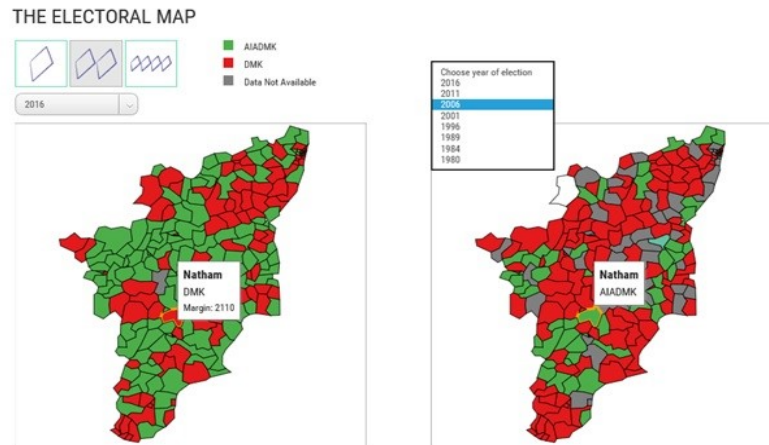 THE ELECTORAL MAP
AIADMK
DMK
Data Not Available
2016
Choose year of election
2016
2011
2006
2001
1996
1989
1984
1980
Natham
DMK
Margin: 2110
Natham
AIADMK